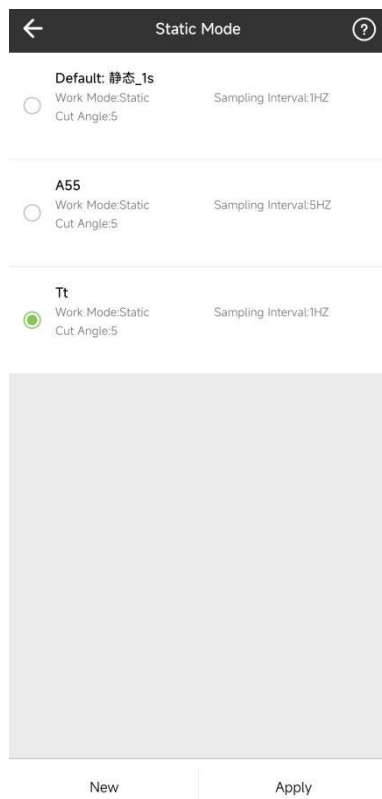 Static Mode
Default: 静态_1s
Work Mode:Static Sampling Interval:1HZ
Cut Angle:5
A55
Work Mode:Static Sampling Interval:5HZ
Cut Angle:5
Tt
Work Mode:Static Sampling Interval:1HZ
Cut Angle:5
New Apply